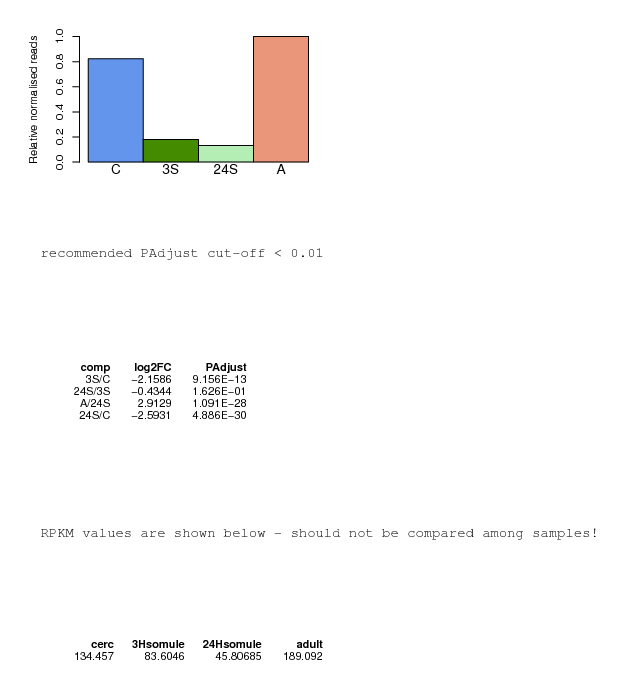 Relative normalised reads
1.0
0.8
0.6
0.4
0.2
0.0
C 3S 24S A
recommended PAdjust cut-off < 0.01
comp log2FC PAdjust
3S/C −2.1586 9.156E−13
24S/3S −0.4344 1.626E−01
A/24S 2.9129 1.091E−28
24S/C −2.5931 4.886E−30
RPKM values are shown below - should not be compared among samples!
cerc 3Hsomule 24Hsomule adult
134.457 83.6046 45.80685 189.092